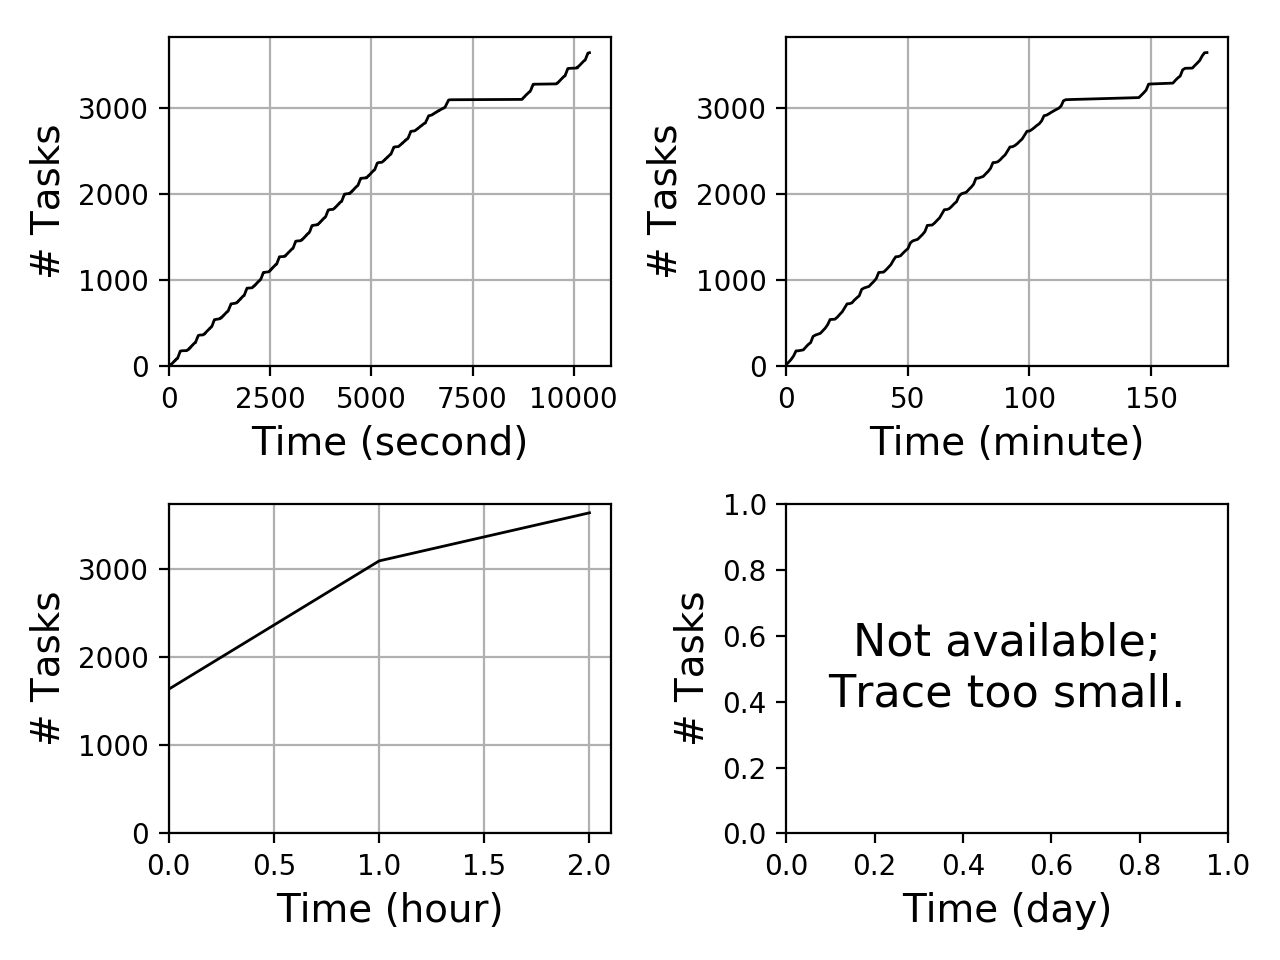 # Tasks
3000
2000
1000
0
0 2500 5000 7500 10000
Time (second)
# Tasks
3000
2000
1000
0
0 50 100 150
Time (minute)
# Tasks
3000
2000
1000
0
0.0 0.5 1.0 1.5 2.0
Time (hour)
# Tasks
1.0
0.8
0.6
0.4
0.2
0.0
Not available;
Trace too small.
0.0 0.2 0.4 0.6 0.8 1.0
Time (day)